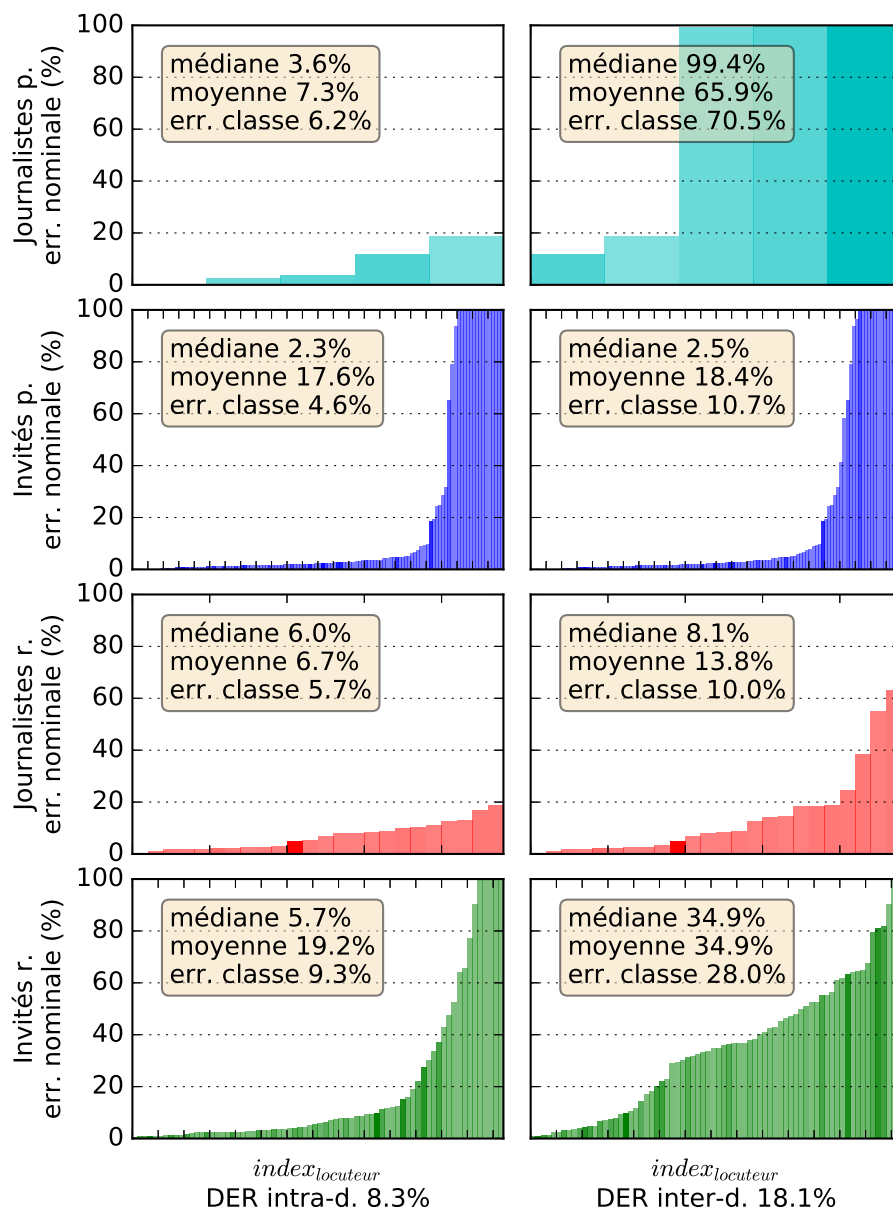 Journalistes p.
err. nominale (%)
100
80
60
40
20
0
médiane 3.6%
moyenne 7.3%
err. classe 6.2%
médiane 99.4%
moyenne 65.9%
err. classe 70.5%
Invités p.
err. nominale (%)
100
80
60
40
20
0
médiane 2.3%
moyenne 17.6%
err. classe 4.6%
médiane 2.5%
moyenne 18.4%
err. classe 10.7%
Journalistes r.
err. nominale (%)
100
80
60
40
20
0
médiane 6.0%
moyenne 6.7%
err. classe 5.7%
médiane 8.1%
moyenne 13.8%
err. classe 10.0%
Invités r.
err. nominale (%)
100
80
60
40
20
0
médiane 5.7%
moyenne 19.2%
err. classe 9.3%
médiane 34.9%
moyenne 34.9%
err. classe 28.0%
index_locuteur
DER intra-d. 8.3%
index_locuteur
DER inter-d. 18.1%